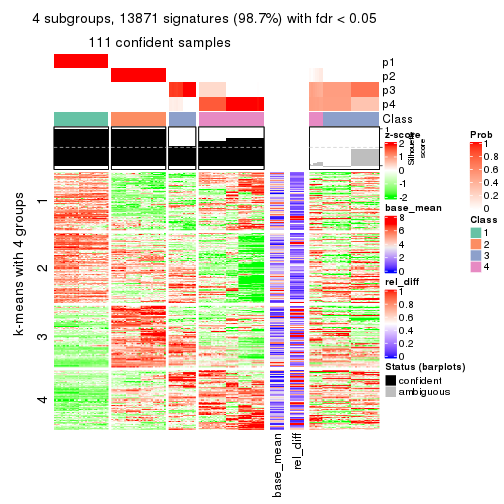 4 subgroups, 13871 signatures (98.7%) with fdr < 0.05
111 confident samples
p1
p2
p3
p4
Class
1
Silhouette
score
k-means with 4 groups
1
2
3
4
base_mean
rel_diff
z-score
2
1
0
-1
-2
base_mean
8
6
4
2
0
rel_diff
1
0.8
0.6
0.4
0.2
0
Status (barplots)
confident
ambiguous
Prob
1
0.8
0.6
0.4
0.2
0
Class
1
2
3
4